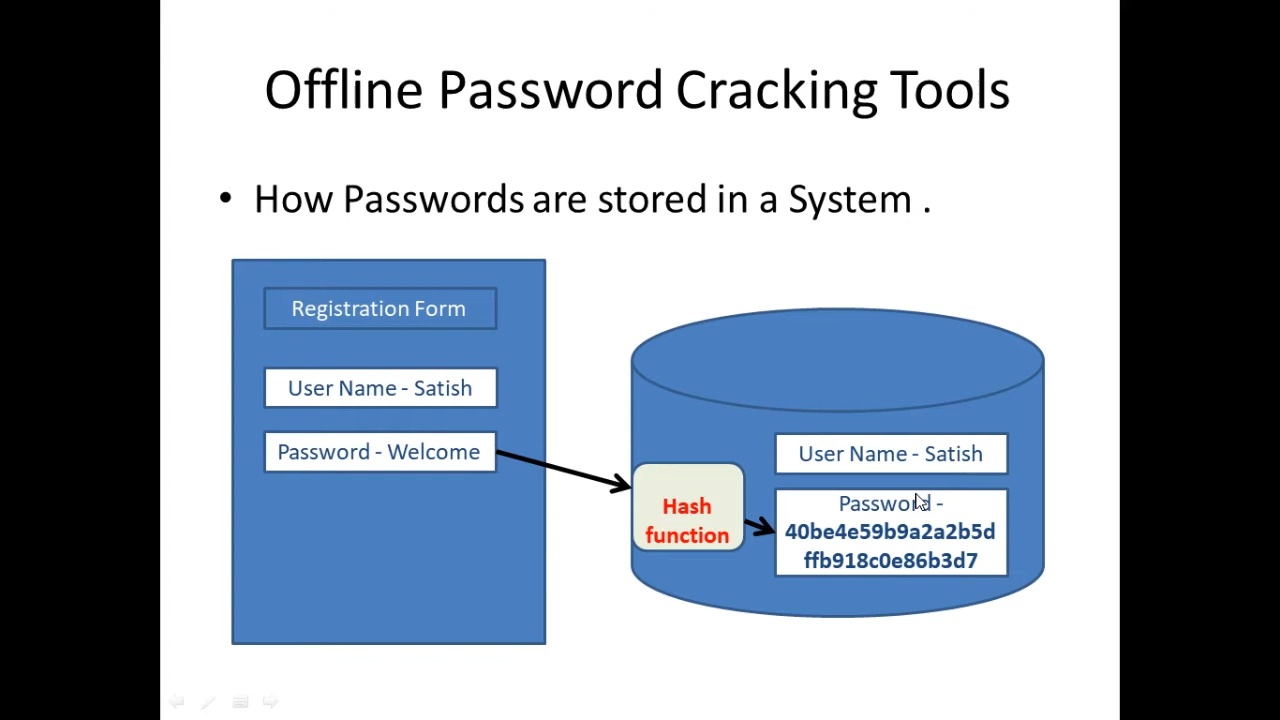 Offline Password Cracking Tools
• How Passwords are stored in a System .
Registration Form
User Name - Satish
Password - Welcome
Hash
function
User Name - Satish
Password -
40be4e59b9a2a2b5d
ffb918c0e86b3d7